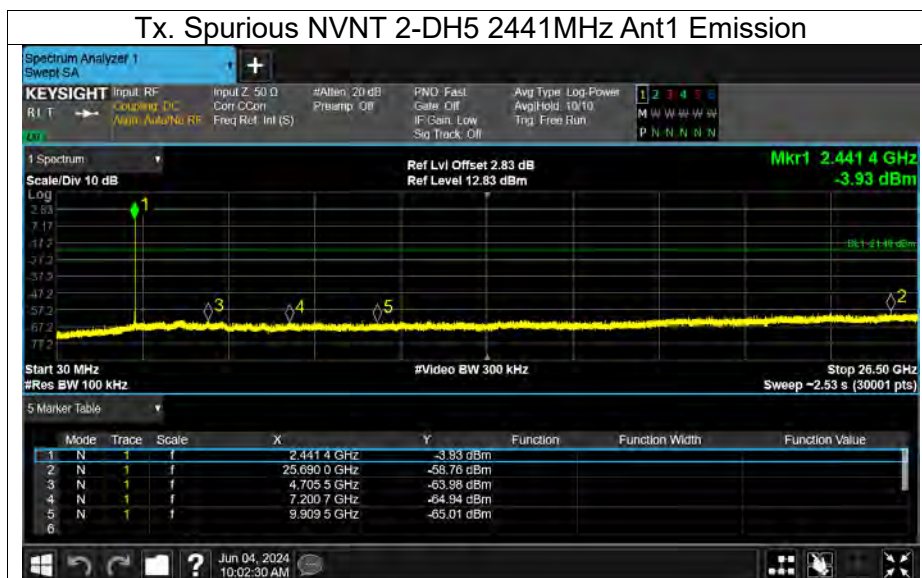 Tx. Spurious NVNT 2-DH5 2441MHz Ant1 Emission
Spectrum Analyzer 1
Swept SA
+
KEYSIGHT Input: RF Input Z: 50 Ω #Atten: 20 dB PNO: Fast Avg Type: Log-Power 1 2 3 4 5 6
RL T Coupling: DC Corr CCorr Preamp: Off Gate: Off Avg|Hold: 10/10 M W W W W W
Align: Auto/No RF Freq Ref: Int (S) IF Gain: Low Trig: Free Run
Sig Track: Off P N N N N N
1 Spectrum Ref Lvl Offset 2.83 dB Mkr1 2.441 4 GHz
Scale/Div 10 dB Ref Level 12.83 dBm -3.93 dBm
Log
2.83
1
-7.17
-17.2
-27.2
-37.2
-47.2
2
-57.2
3 4 5
-67.2
-77.2
Start 30 MHz #Video BW 300 kHz Stop 26.50 GHz
#Res BW 100 kHz Sweep ~2.53 s (30001 pts)
5 Marker Table
Mode Trace Scale X Y Function Function Width Function Value
1 N 1 f 2.441 4 GHz -3.93 dBm
2 N 1 f 25.690 0 GHz -58.76 dBm
3 N 1 f 4.705 5 GHz -63.98 dBm
4 N 1 f 7.200 7 GHz -64.94 dBm
5 N 1 f 9.909 5 GHz -65.01 dBm
6
? Jun 04, 2024
10:02:30 AM